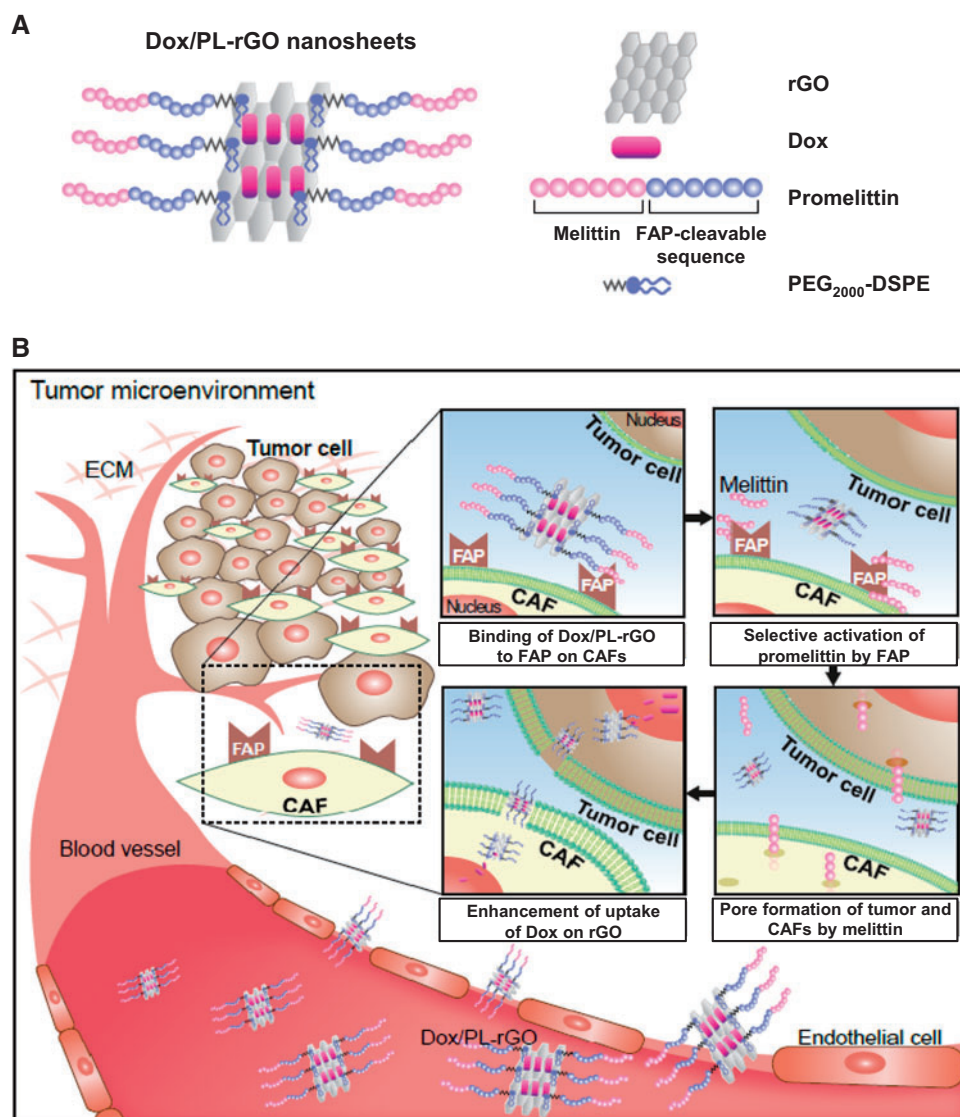 A
Dox/PL-rGO nanosheets
rGO
Dox
Promelittin
Melittin
FAP-cleavable
sequence
PEG2000-DSPE
B
Tumor microenvironment
ECM
Tumor cell
FAP
CAF
Blood vessel
Nucleus
Tumor cell
FAP
FAP
CAF
Nucleus
Binding of Dox/PL-rGO
to FAP on CAFs
Melittin
Tumor cell
FAP
FAP
CAF
Selective activation of
promelittin by FAP
Tumor cell
CAF
Enhancement of uptake
of Dox on rGO
Tumor cell
CAF
Pore formation of tumor and
CAFs by melittin
Dox/PL-rGO
Endothelial cell